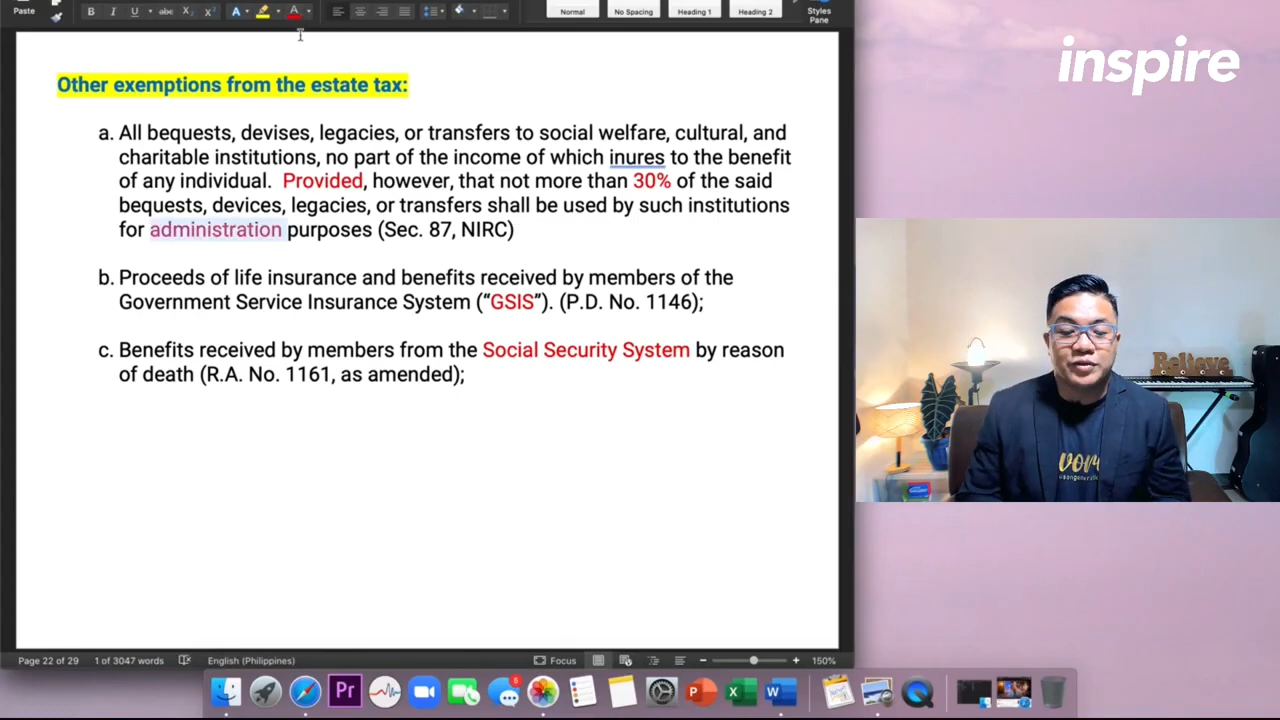 Paste
Normal
No Spacing
Heading 1
Heading 2
Styles
Pane
inspire
Other exemptions from the estate tax:
a. All bequests, devises, legacies, or transfers to social welfare, cultural, and
charitable institutions, no part of the income of which inures to the benefit
of any individual.  Provided, however, that not more than 30% of the said
bequests, devices, legacies, or transfers shall be used by such institutions
for administration purposes (Sec. 87, NIRC)
b. Proceeds of life insurance and benefits received by members of the
Government Service Insurance System (“GSIS”). (P.D. No. 1146);
c. Benefits received by members from the Social Security System by reason
of death (R.A. No. 1161, as amended);
Believe
Page 22 of 29
1 of 3047 words
English (Philippines)
Focus
150%
Pr
5
P
X
W